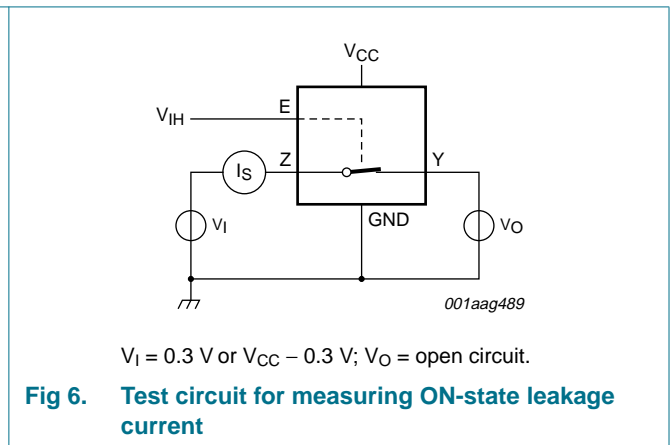 VCC
VIH
E
IS
Z
Y
VI
GND
VO
001aag489
VI = 0.3 V or VCC − 0.3 V; VO = open circuit.
Fig 6. Test circuit for measuring ON-state leakage
current